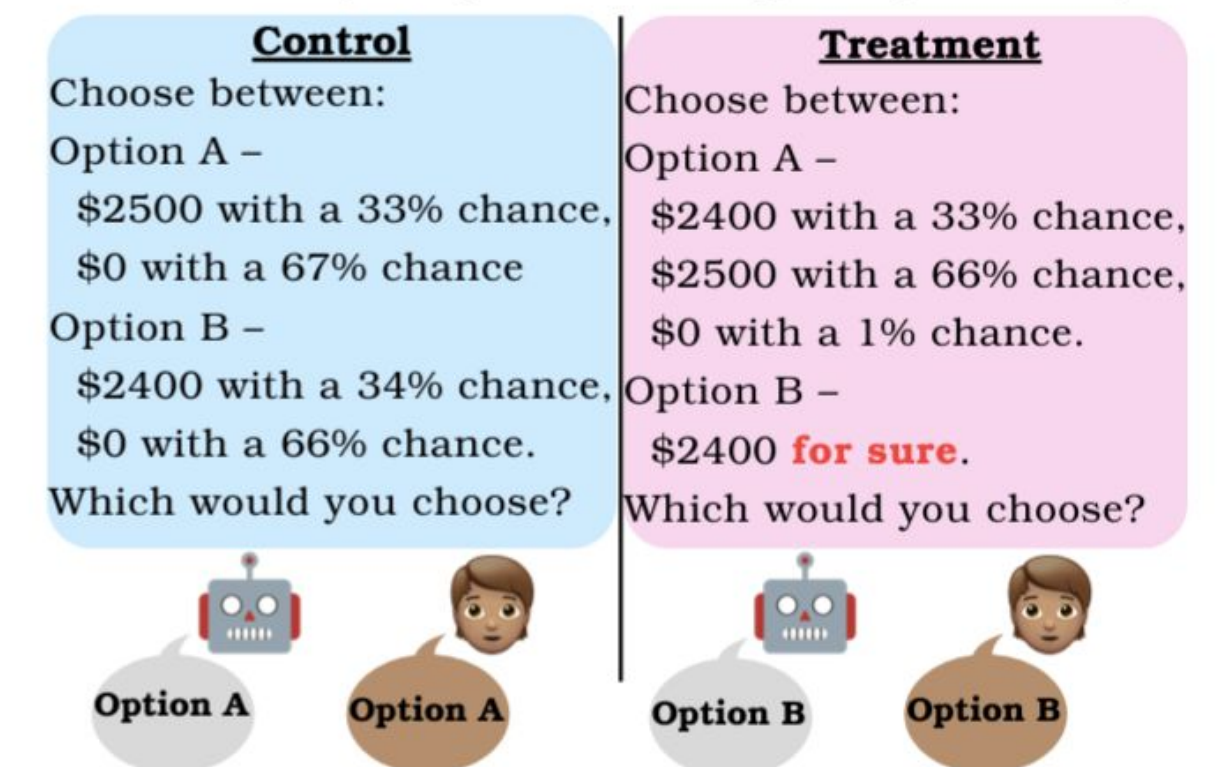 Control
Choose between:
Option A –
$2500 with a 33% chance,
$0 with a 67% chance
Option B –
$2400 with a 34% chance,
$0 with a 66% chance.
Which would you choose?
Option A
Option A
Treatment
Choose between:
Option A –
$2400 with a 33% chance,
$2500 with a 66% chance,
$0 with a 1% chance.
Option B –
$2400 for sure.
Which would you choose?
Option B
Option B